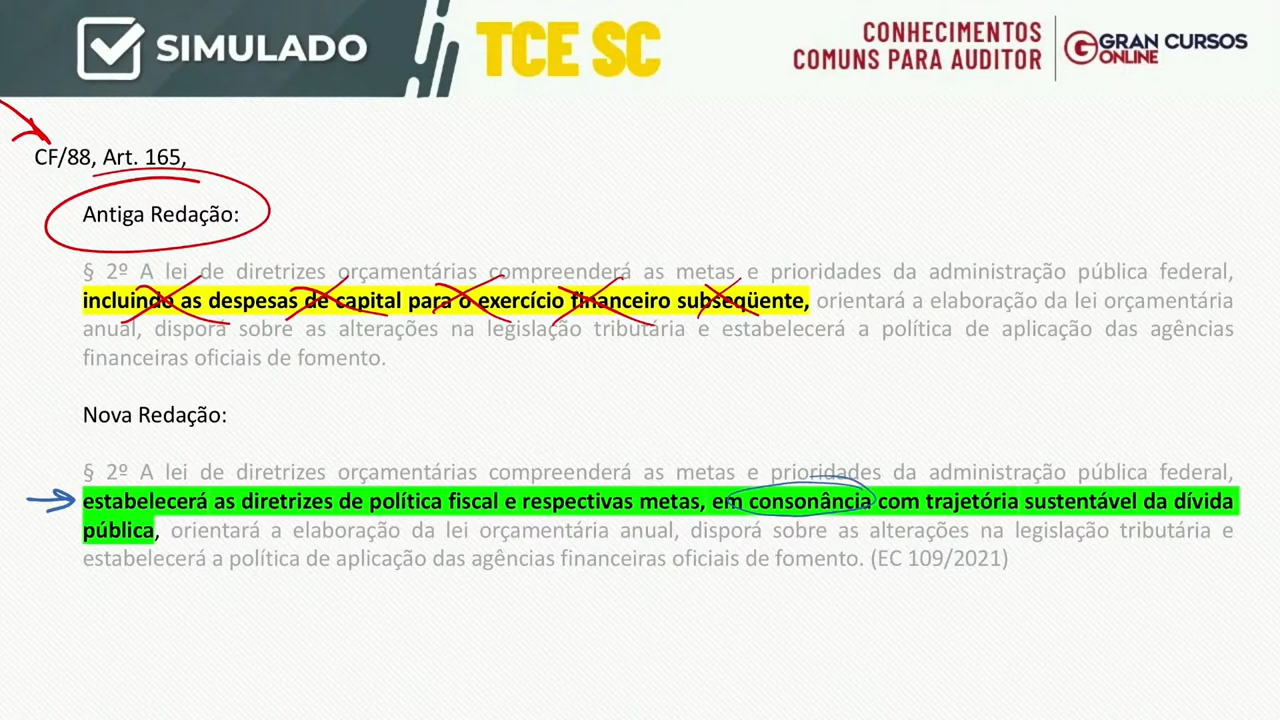 SIMULADO
TCE SC
CONHECIMENTOS
COMUNS PARA AUDITOR
GRAN CURSOS
ONLINE
CF/88, Art. 165,
Antiga Redação:
§ 2º A lei de diretrizes orçamentárias compreenderá as metas e prioridades da administração pública federal,
incluindo as despesas de capital para o exercício financeiro subseqüente, orientará a elaboração da lei orçamentária
anual, disporá sobre as alterações na legislação tributária e estabelecerá a política de aplicação das agências
financeiras oficiais de fomento.
Nova Redação:
§ 2º A lei de diretrizes orçamentárias compreenderá as metas e prioridades da administração pública federal,
estabelecerá as diretrizes de política fiscal e respectivas metas, em consonância com trajetória sustentável da dívida
pública, orientará a elaboração da lei orçamentária anual, disporá sobre as alterações na legislação tributária e
estabelecerá a política de aplicação das agências financeiras oficiais de fomento. (EC 109/2021)